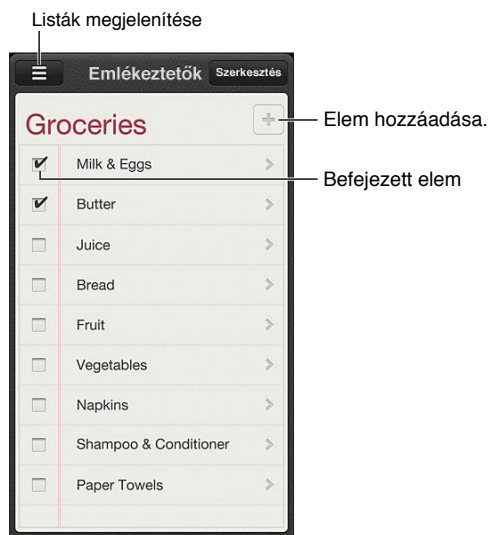 Listák megjelenítése
Emlékeztetők Szerkesztés
Groceries
Elem hozzáadása.
Milk & Eggs
Befejezett elem
Butter
Juice
Bread
Fruit
Vegetables
Napkins
Shampoo & Conditioner
Paper Towels